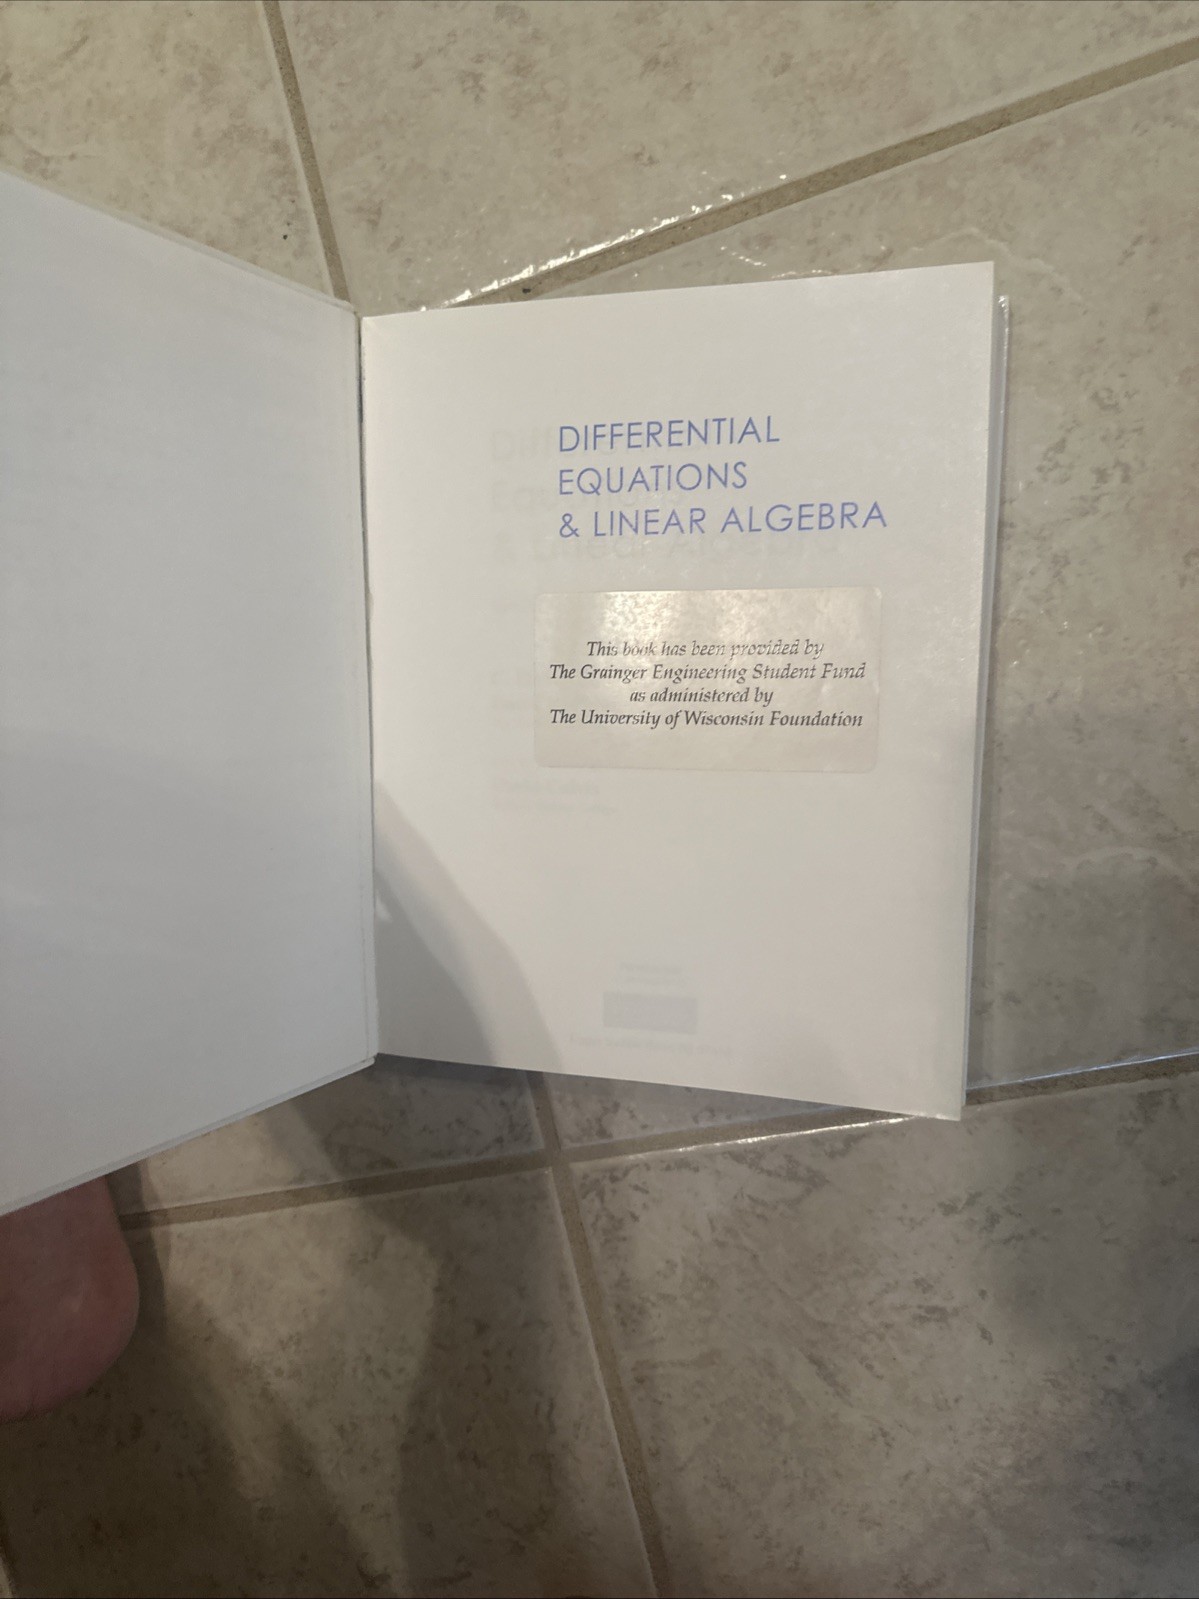 DIFFERENTIAL
EQUATIONS
& LINEAR ALGEBRA
This book has been provided by
The Grainger Engineering Student Fund
as administered by
The University of Wisconsin Foundation